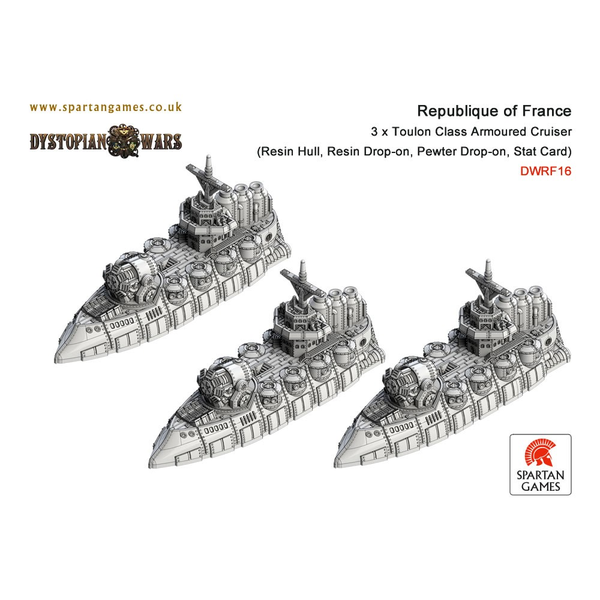 www.spartangames.co.uk
DYSTOPIAN WARS
Republique of France
3 x Toulon Class Armoured Cruiser
(Resin Hull, Resin Drop-on, Pewter Drop-on, Stat Card)
DWRF16
SPARTAN
GAMES